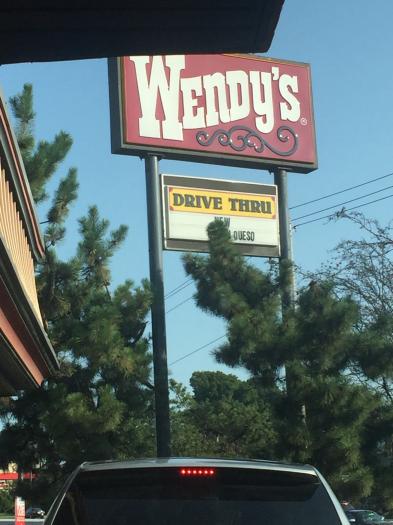 WENDY'S
DRIVE THRU
NEW
QUESO